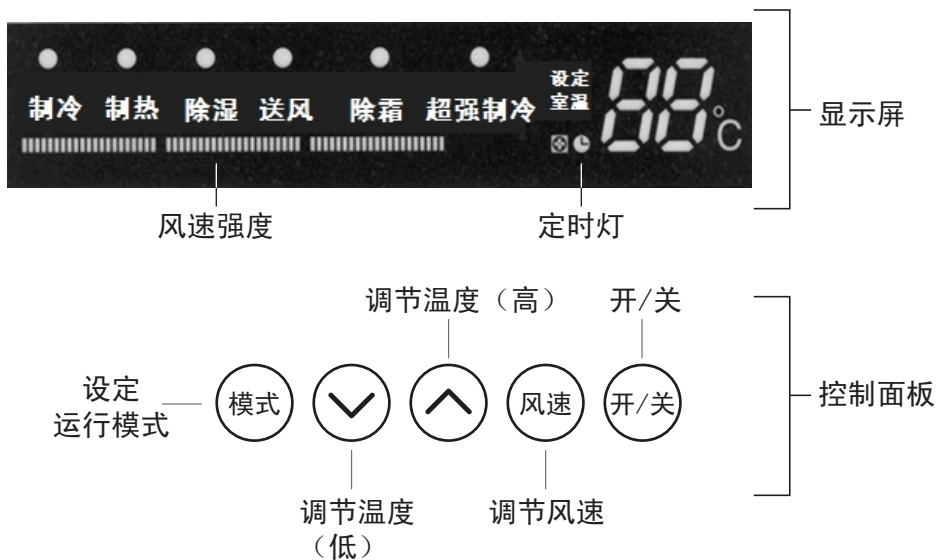 制冷 制热 除湿 送风 除霜 超强制冷 设定
室温
88℃
显示屏
风速强度 定时灯
调节温度（高） 开/关
设定
运行模式
模式 风速 开/关
控制面板
调节温度
（低）
调节风速